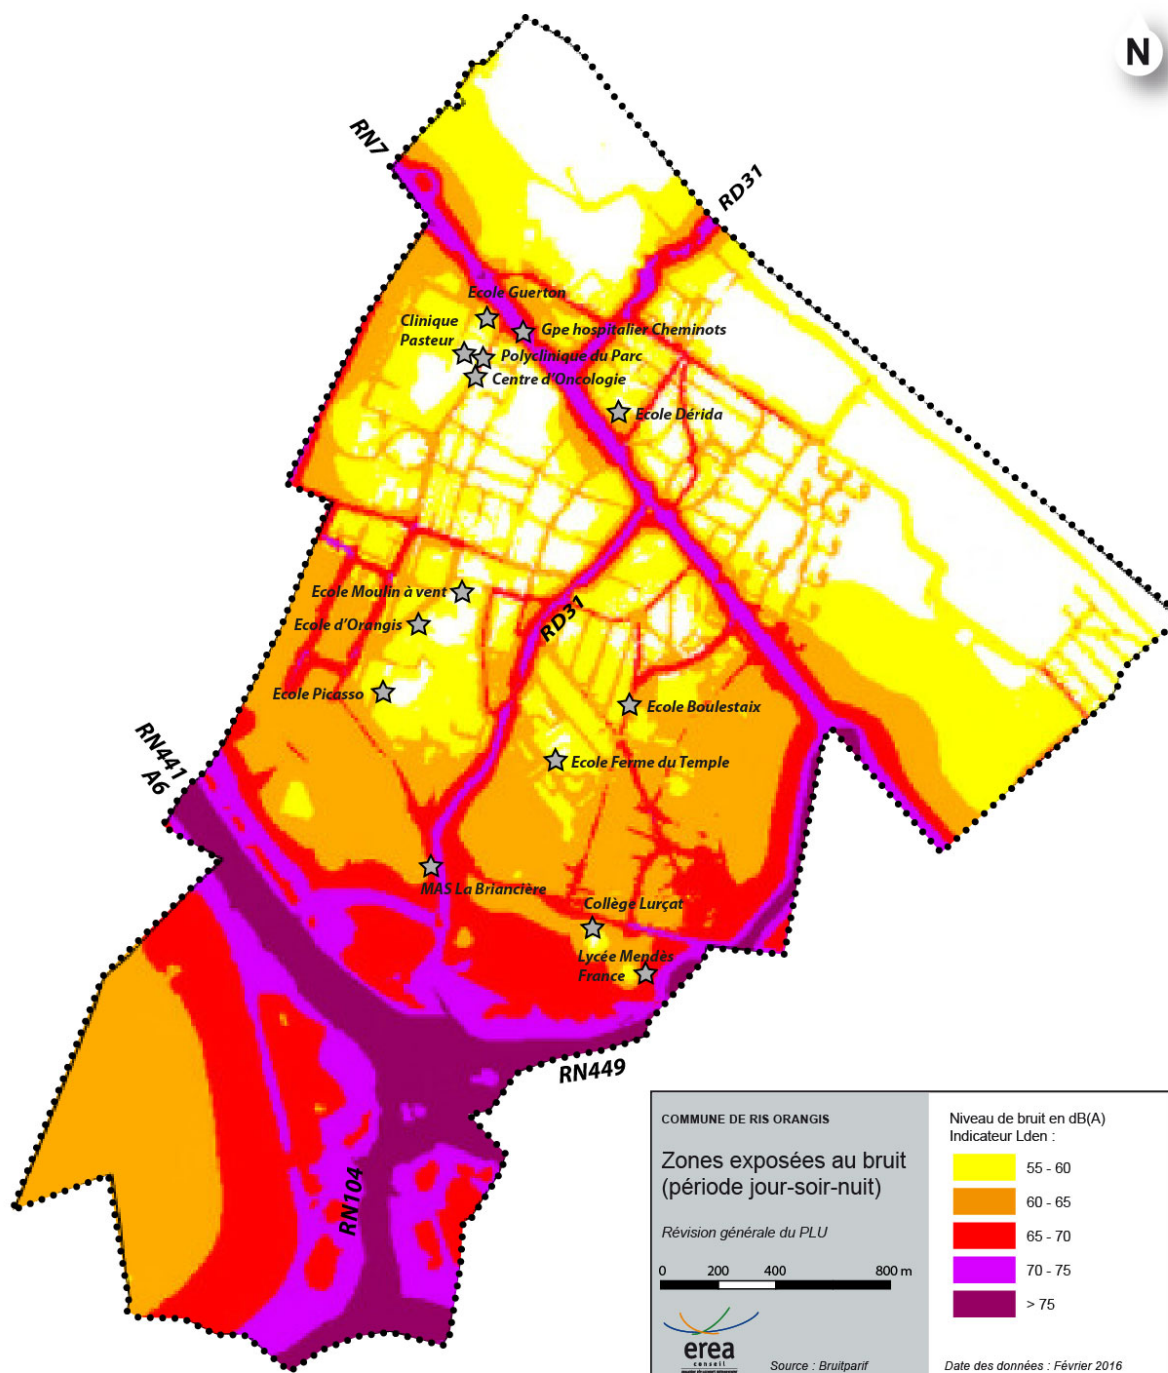 N
RN7
RD31
Ecole Guerton
Clinique
Pasteur
Gpe hospitalier Cheminots
Polyclinique du Parc
Centre d'Oncologie
Ecole Dérida
Ecole Moulin à vent
RD31
Ecole d'Orangis
Ecole Picasso
Ecole Boulestaix
RN441
A6
Ecole Ferme du Temple
MAS La Briancière
Collège Lurçat
Lycée Mendès
France
RN449
RN104
COMMUNE DE RIS ORANGIS
Zones exposées au bruit
(période jour-soir-nuit)
Révision générale du PLU
0 200 400 800 m
erea
conseil
Source : Bruitparif
Niveau de bruit en dB(A)
Indicateur Lden :
55 - 60
60 - 65
65 - 70
70 - 75
> 75
Date des données : Février 2016